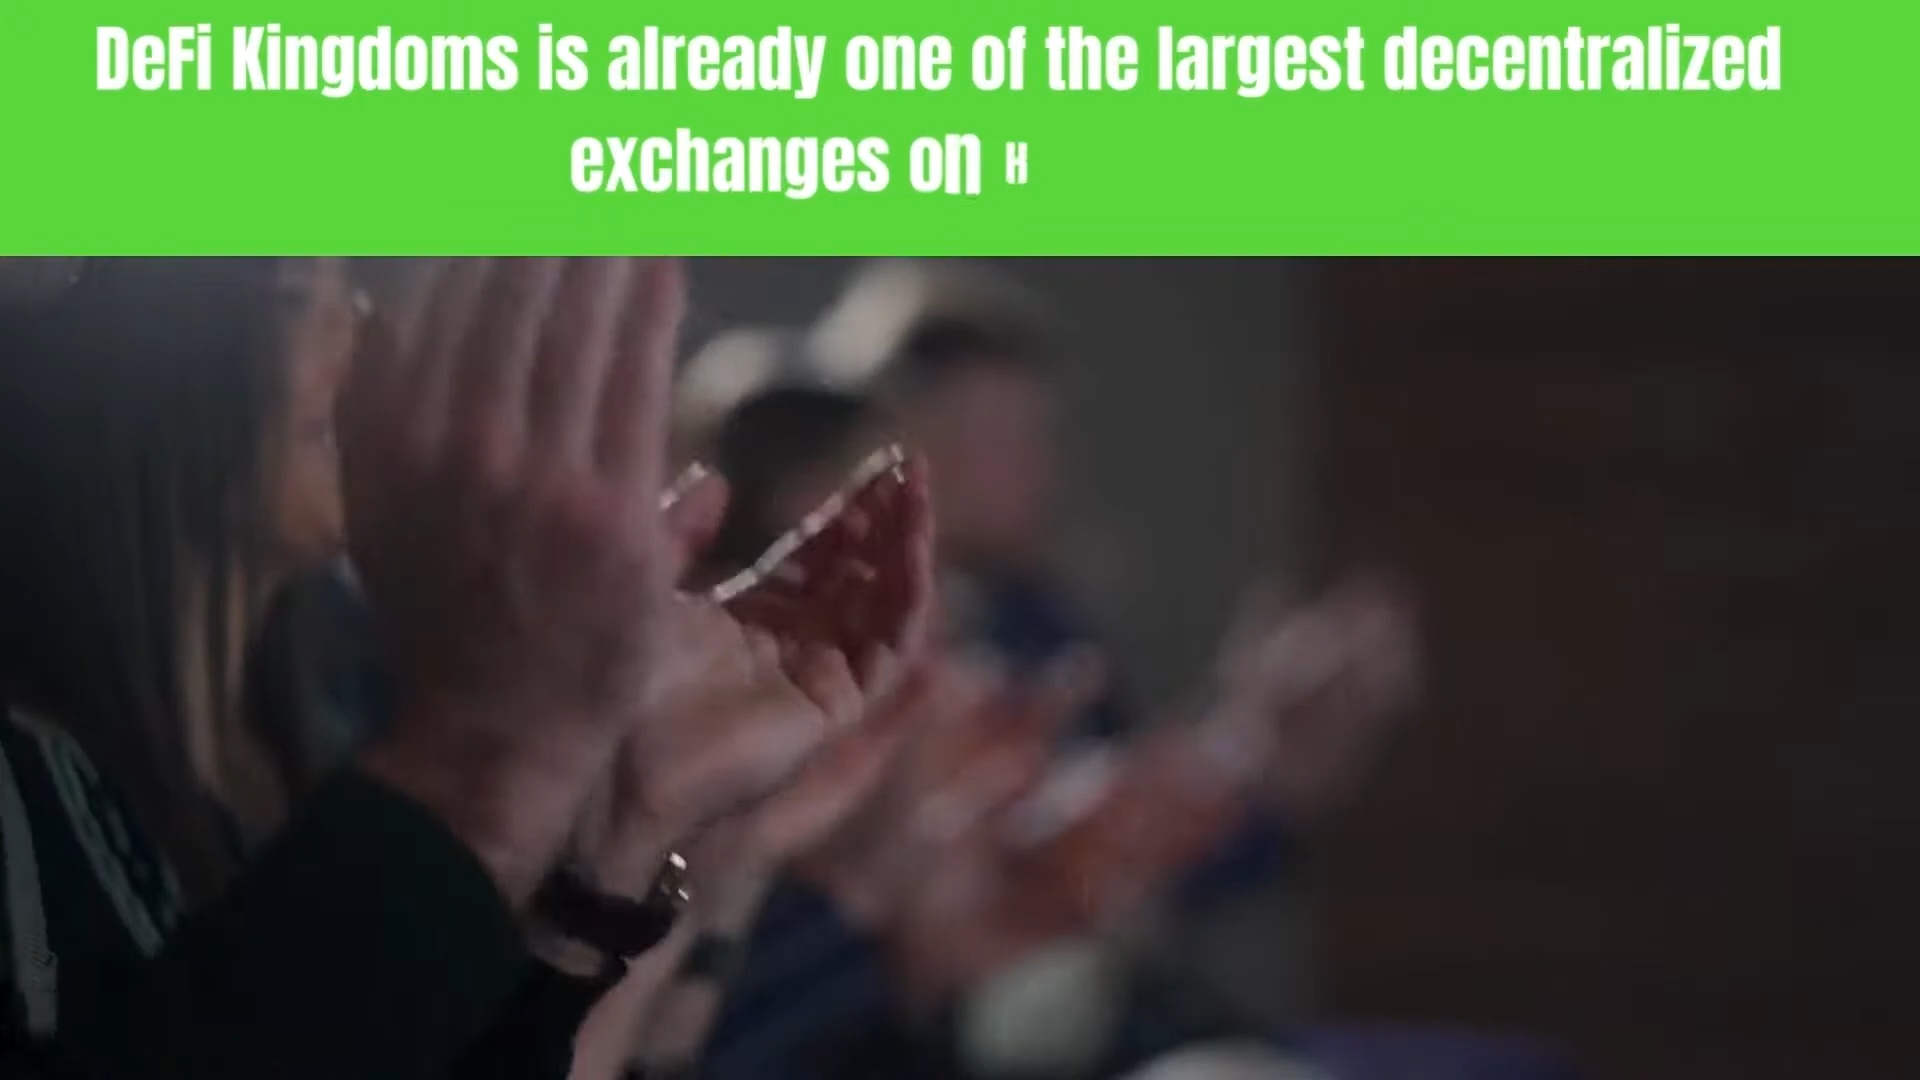 DeFi Kingdoms is already one of the largest decentralized
exchanges on